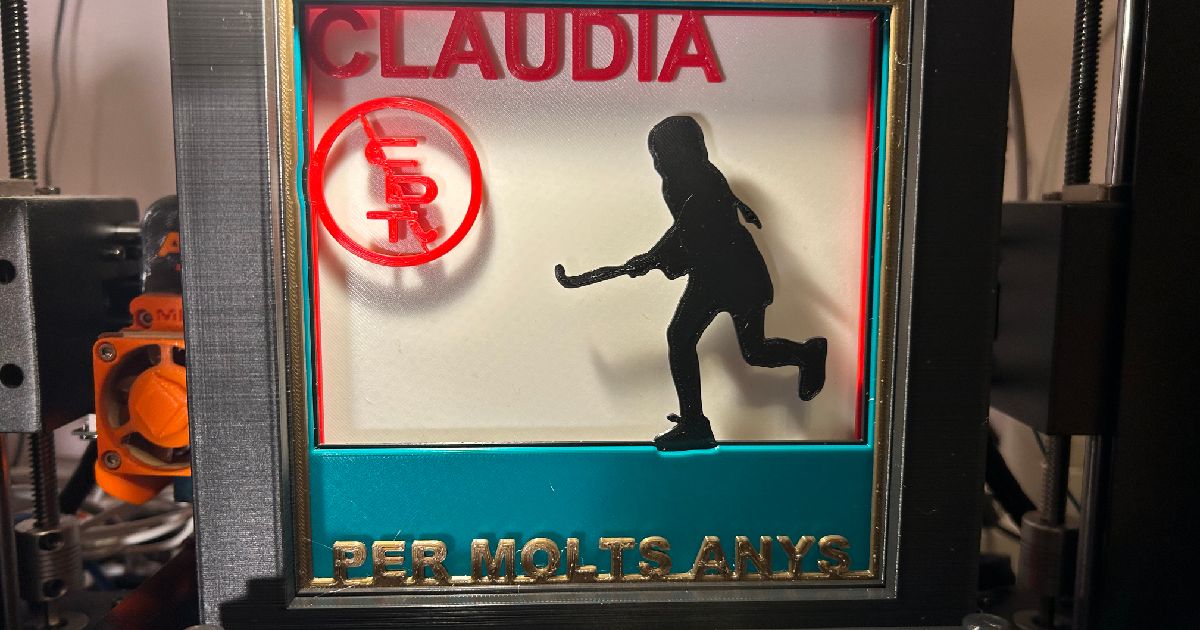 CLAUDIA
PER MOLTS ANYS